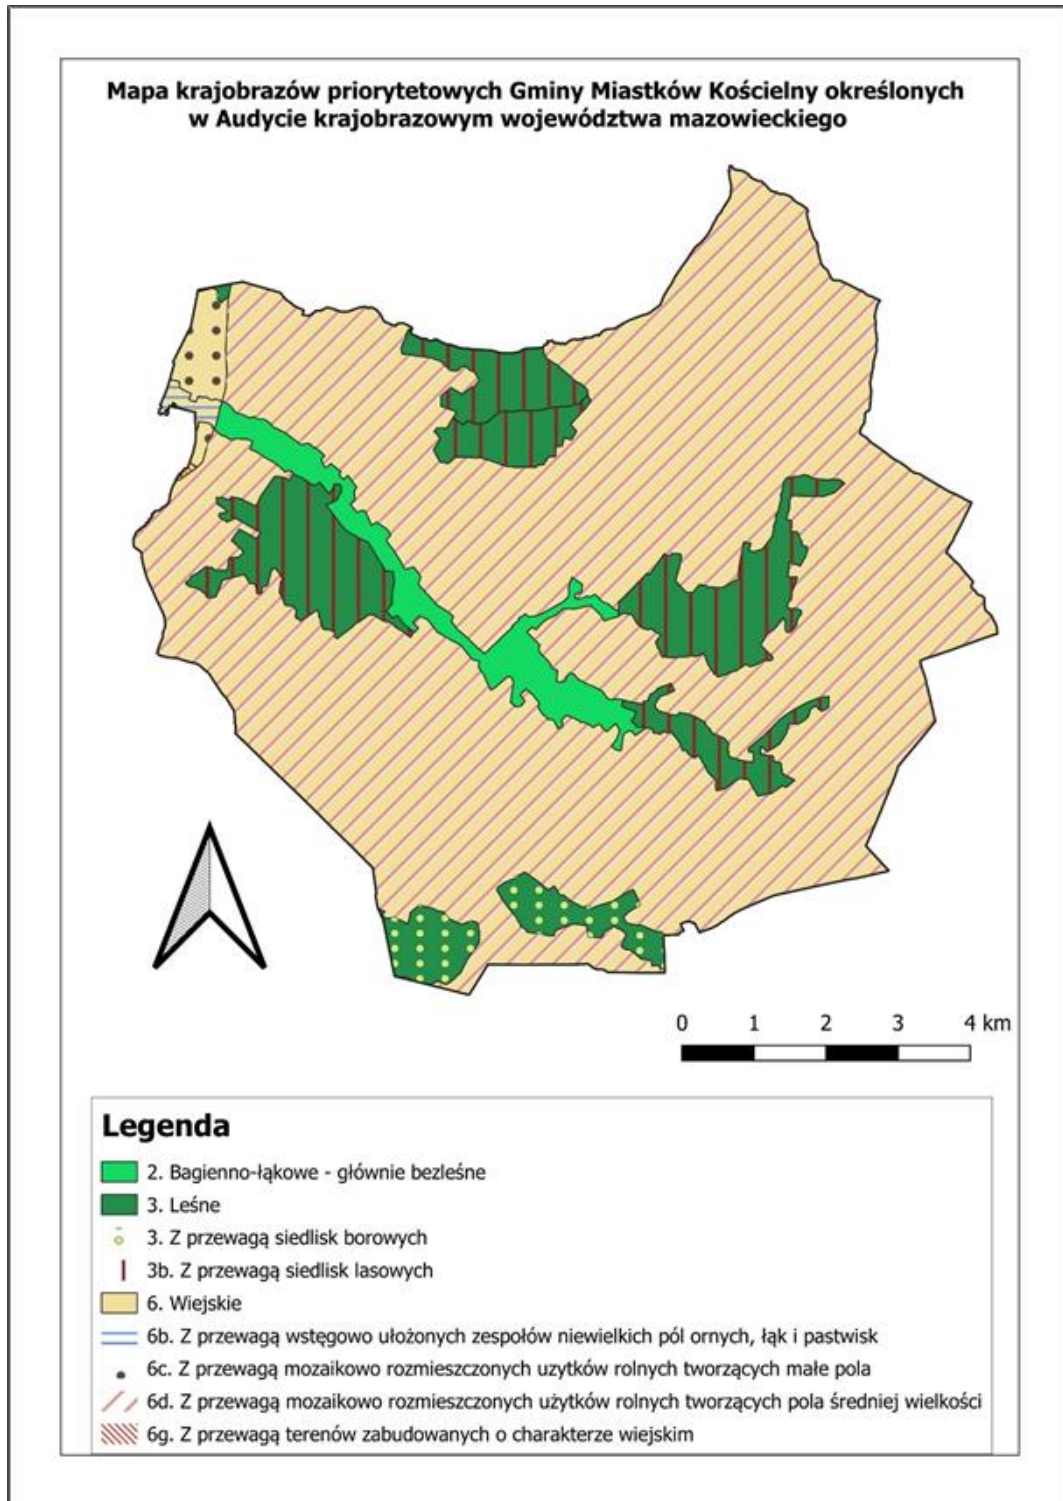 Mapa krajobrazów priorytetowych Gminy Miastków Kościelny określonych
w Audycie krajobrazowym województwa mazowieckiego
0 1 2 3 4 km
Legenda
2. Bagienno-łąkowe - głównie bezleśne
3. Leśne
3. Z przewagą siedlisk borowych
3b. Z przewagą siedlisk lasowych
6. Wiejskie
6b. Z przewagą wstęgowo ułożonych zespołów niewielkich pól ornych, łąk i pastwisk
6c. Z przewagą mozaikowo rozmieszczonych uzytków rolnych tworzących małe pola
6d. Z przewagą mozaikowo rozmieszczonych użytków rolnych tworzących pola średniej wielkości
6g. Z przewagą terenów zabudowanych o charakterze wiejskim